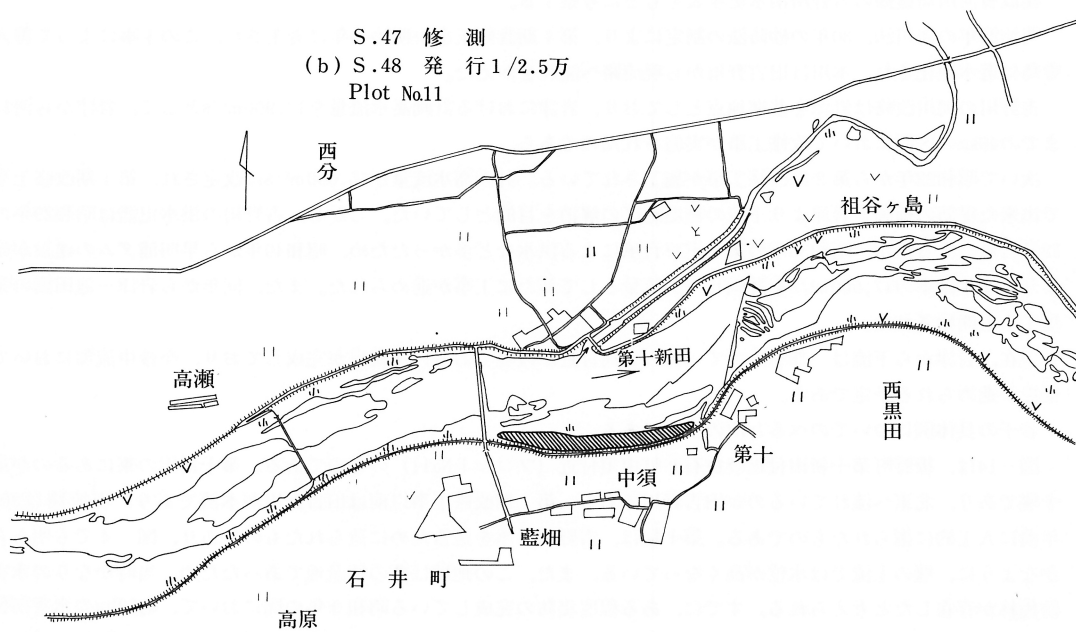 S.47 修 測
(b) S.48 発 行 1/2.5万
Plot No.11
西分
祖谷ヶ島
第十新田
高瀬
西黒田
第十
中須
藍畑
石 井 町
高原